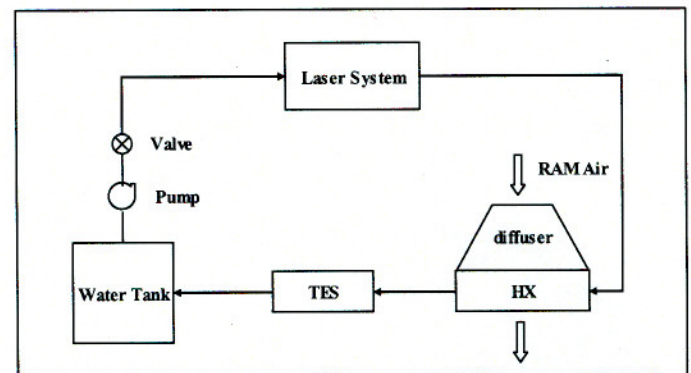 Laser System
Valve
RAM Air
Pump
diffuser
Water Tank
TES
HX